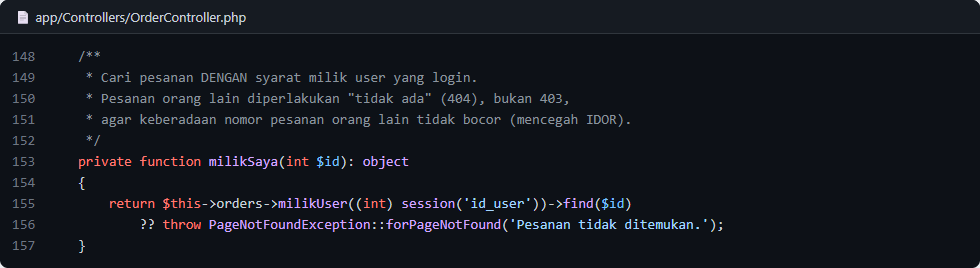 app/Controllers/OrderController.php
148 /**
149 * Cari pesanan DENGAN syarat milik user yang login.
150 * Pesanan orang lain diperlakukan "tidak ada" (404), bukan 403,
151 * agar keberadaan nomor pesanan orang lain tidak bocor (mencegah IDOR).
152 */
153 private function milikSaya(int $id): object
154 {
155 return $this->orders->milikUser((int) session('id_user'))->find($id)
156 ?? throw PageNotFoundException::forPageNotFound('Pesanan tidak ditemukan.');
157 }